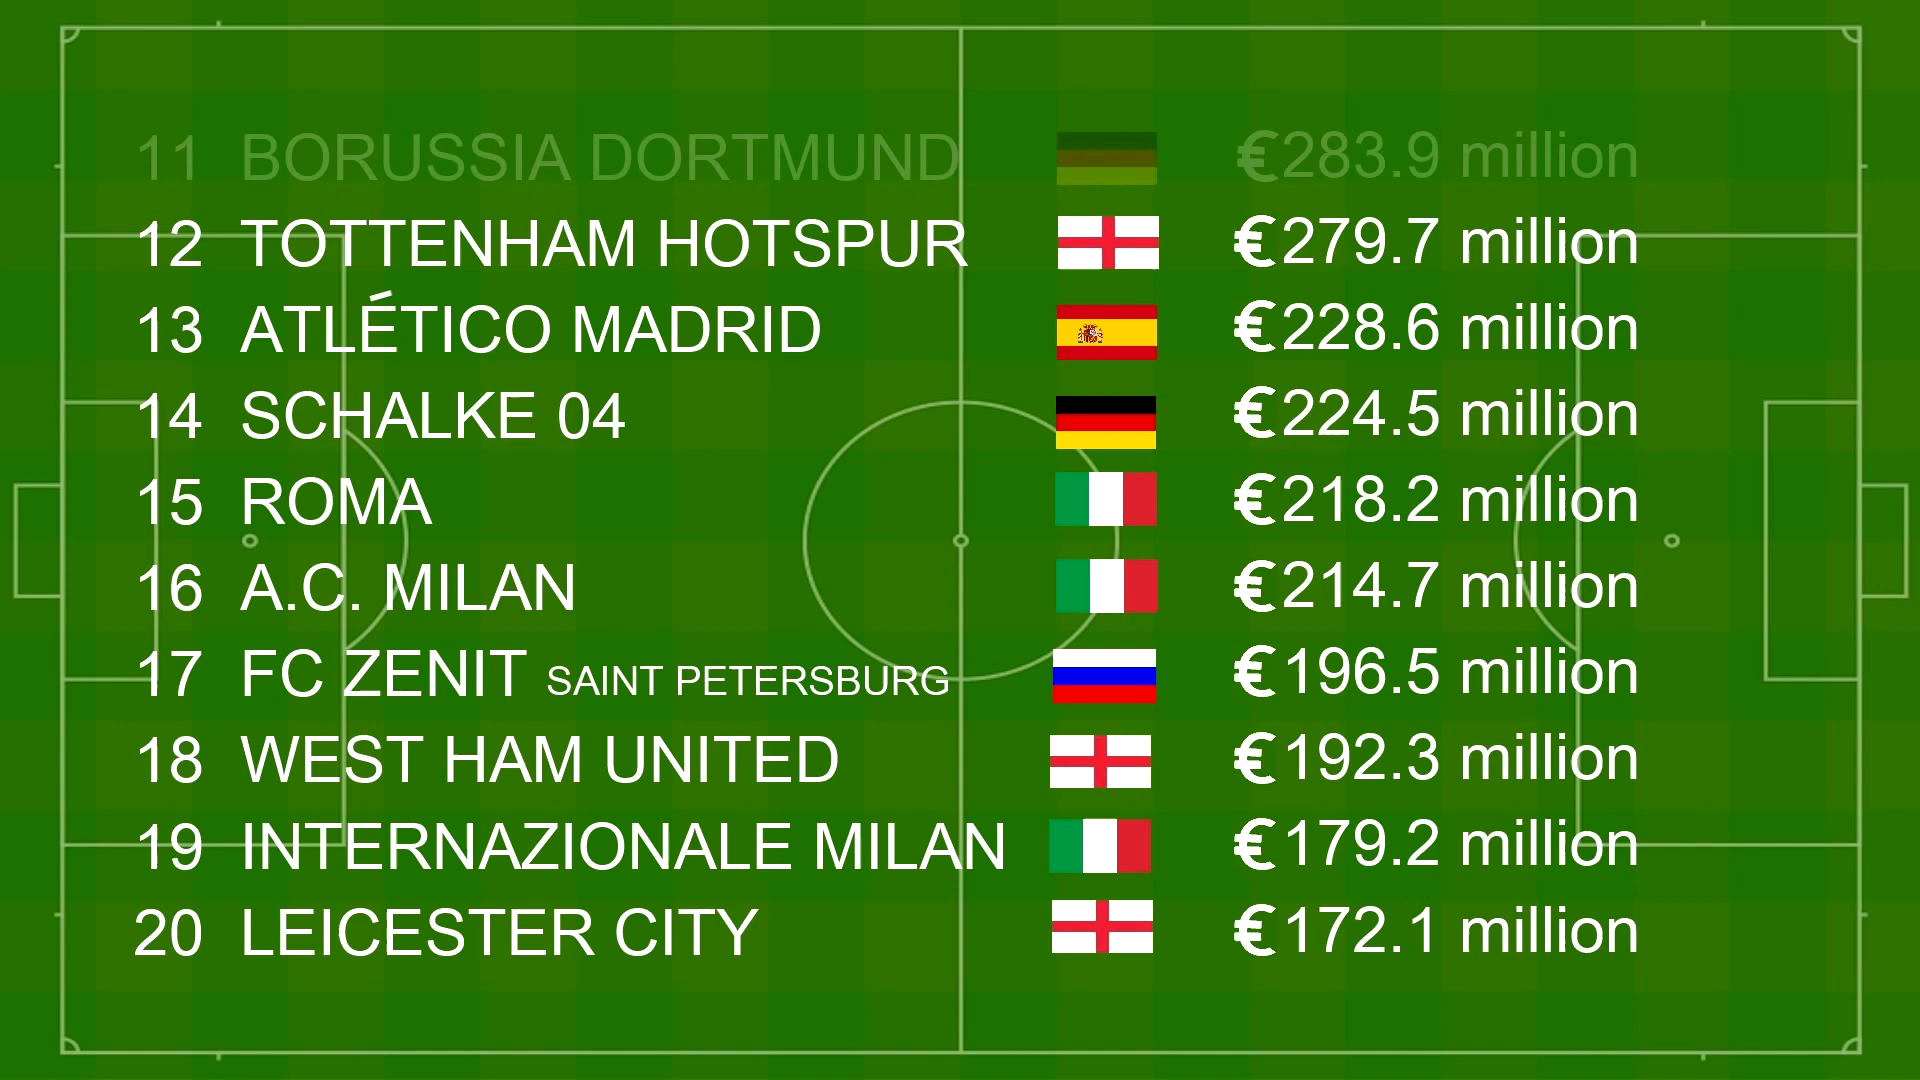 11 BORUSSIA DORTMUND €283.9 million
12 TOTTENHAM HOTSPUR €279.7 million
13 ATLÉTICO MADRID €228.6 million
14 SCHALKE 04 €224.5 million
15 ROMA €218.2 million
16 A.C. MILAN €214.7 million
17 FC ZENIT SAINT PETERSBURG €196.5 million
18 WEST HAM UNITED €192.3 million
19 INTERNAZIONALE MILAN €179.2 million
20 LEICESTER CITY €172.1 million